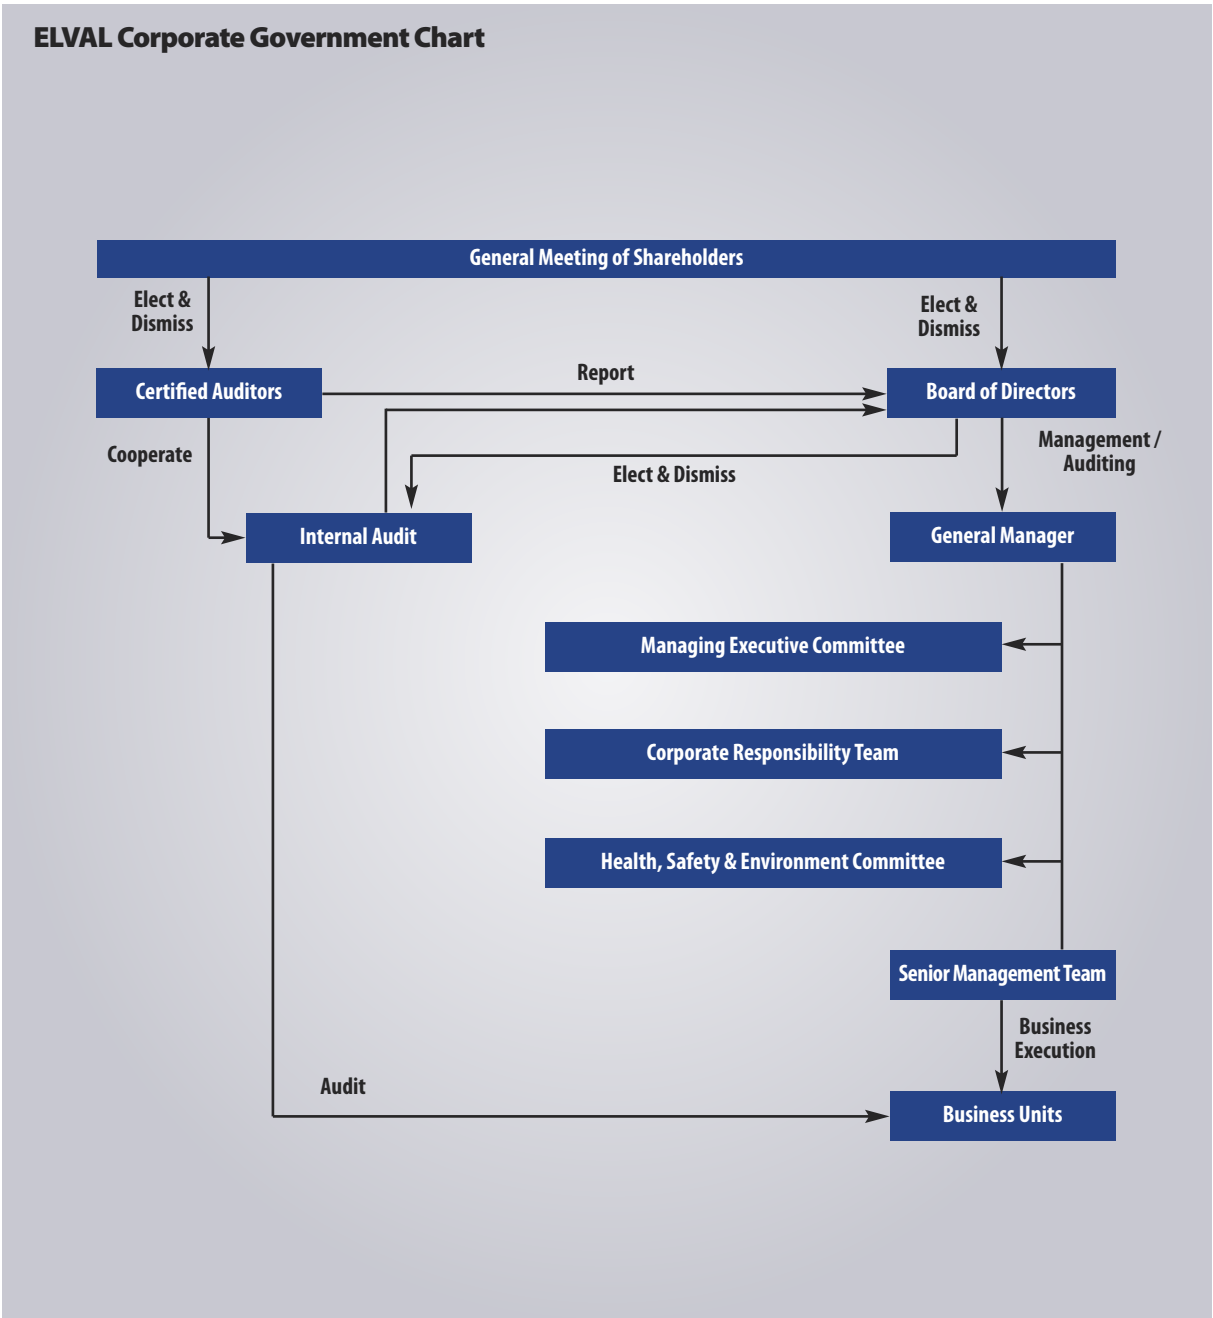 ELVAL Corporate Government Chart
General Meeting of Shareholders
Elect &
Dismiss
Elect &
Dismiss
Certified Auditors
Report
Board of Directors
Cooperate
Management /
Auditing
Elect & Dismiss
Internal Audit
General Manager
Managing Executive Committee
Corporate Responsibility Team
Health, Safety & Environment Committee
Senior Management Team
Business
Execution
Audit
Business Units